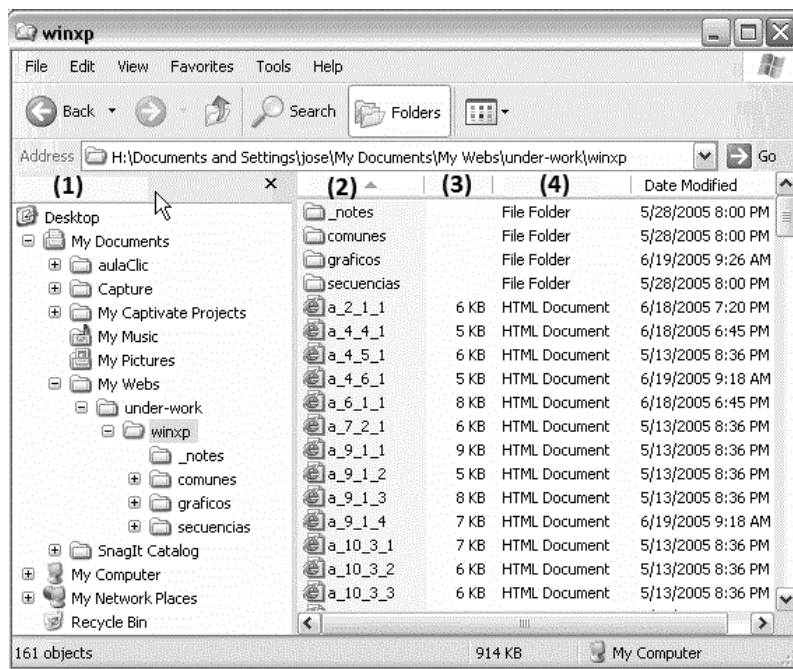 winxp
File Edit View Favorites Tools Help
Back Search Folders
Address H:\Documents and Settings\jose\My Documents\My Webs\under-work\winxp Go
(1) (2) (3) (4) Date Modified
Desktop
My Documents
aulaClic
Capture
My Captivate Projects
My Music
My Pictures
My Webs
under-work
winxp
_notes
comunes
graficos
secuencias
SnagIt Catalog
My Computer
My Network Places
Recycle Bin
_notes File Folder 5/28/2005 8:00 PM
comunes File Folder 5/28/2005 8:00 PM
graficos File Folder 6/19/2005 9:26 AM
secuencias File Folder 5/28/2005 8:00 PM
a_2_1_1 6 KB HTML Document 6/18/2005 7:20 PM
a_4_4_1 5 KB HTML Document 6/18/2005 6:45 PM
a_4_5_1 6 KB HTML Document 5/13/2005 8:36 PM
a_4_6_1 5 KB HTML Document 6/19/2005 9:18 AM
a_6_1_1 8 KB HTML Document 6/18/2005 6:45 PM
a_7_2_1 6 KB HTML Document 5/13/2005 8:36 PM
a_9_1_1 9 KB HTML Document 5/13/2005 8:36 PM
a_9_1_2 5 KB HTML Document 5/13/2005 8:36 PM
a_9_1_3 8 KB HTML Document 5/13/2005 8:36 PM
a_9_1_4 7 KB HTML Document 6/19/2005 9:18 AM
a_10_3_1 7 KB HTML Document 5/13/2005 8:36 PM
a_10_3_2 6 KB HTML Document 5/13/2005 8:36 PM
a_10_3_3 6 KB HTML Document 5/13/2005 8:36 PM
161 objects 914 KB My Computer